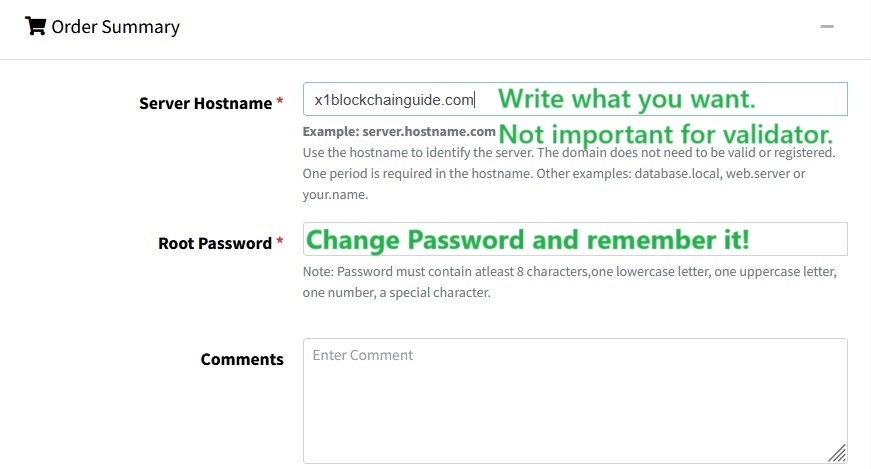 Order Summary
Server Hostname * x1blockchainguide.com Write what you want.
Example: server.hostname.com Not important for validator.
Use the hostname to identify the server. The domain does not need to be valid or registered.
One period is required in the hostname. Other examples: database.local, web.server or
your.name.
Root Password * Change Password and remember it!
Note: Password must contain atleast 8 characters,one lowercase letter, one uppercase letter,
one number, a special character.
Comments Enter Comment